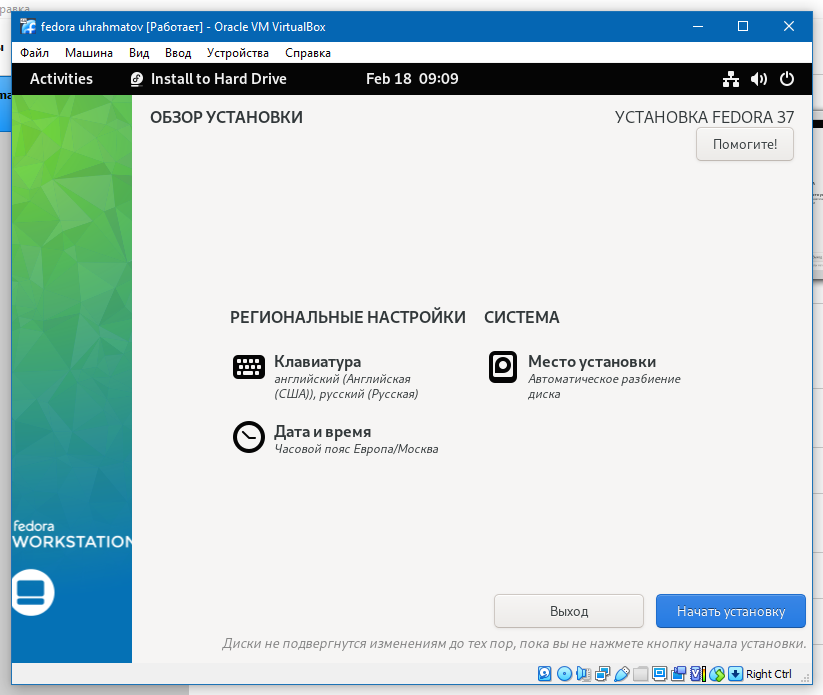 fedora uhrahmatov [Работает] - Oracle VM VirtualBox
Файл Машина Вид Ввод Устройства Справка
Activities Install to Hard Drive Feb 18 09:09
ОБЗОР УСТАНОВКИ
УСТАНОВКА FEDORA 37
Помогите!
РЕГИОНАЛЬНЫЕ НАСТРОЙКИ
Клавиатура
английский (Английская
(США)), русский (Русская)
Дата и время
Часовой пояс Европа/Москва
СИСТЕМА
Место установки
Автоматическое разбиение
диска
fedora
WORKSTATION
Выход
Начать установку
Диски не подвергнутся изменениям до тех пор, пока вы не нажмете кнопку начала установки.
Right Ctrl